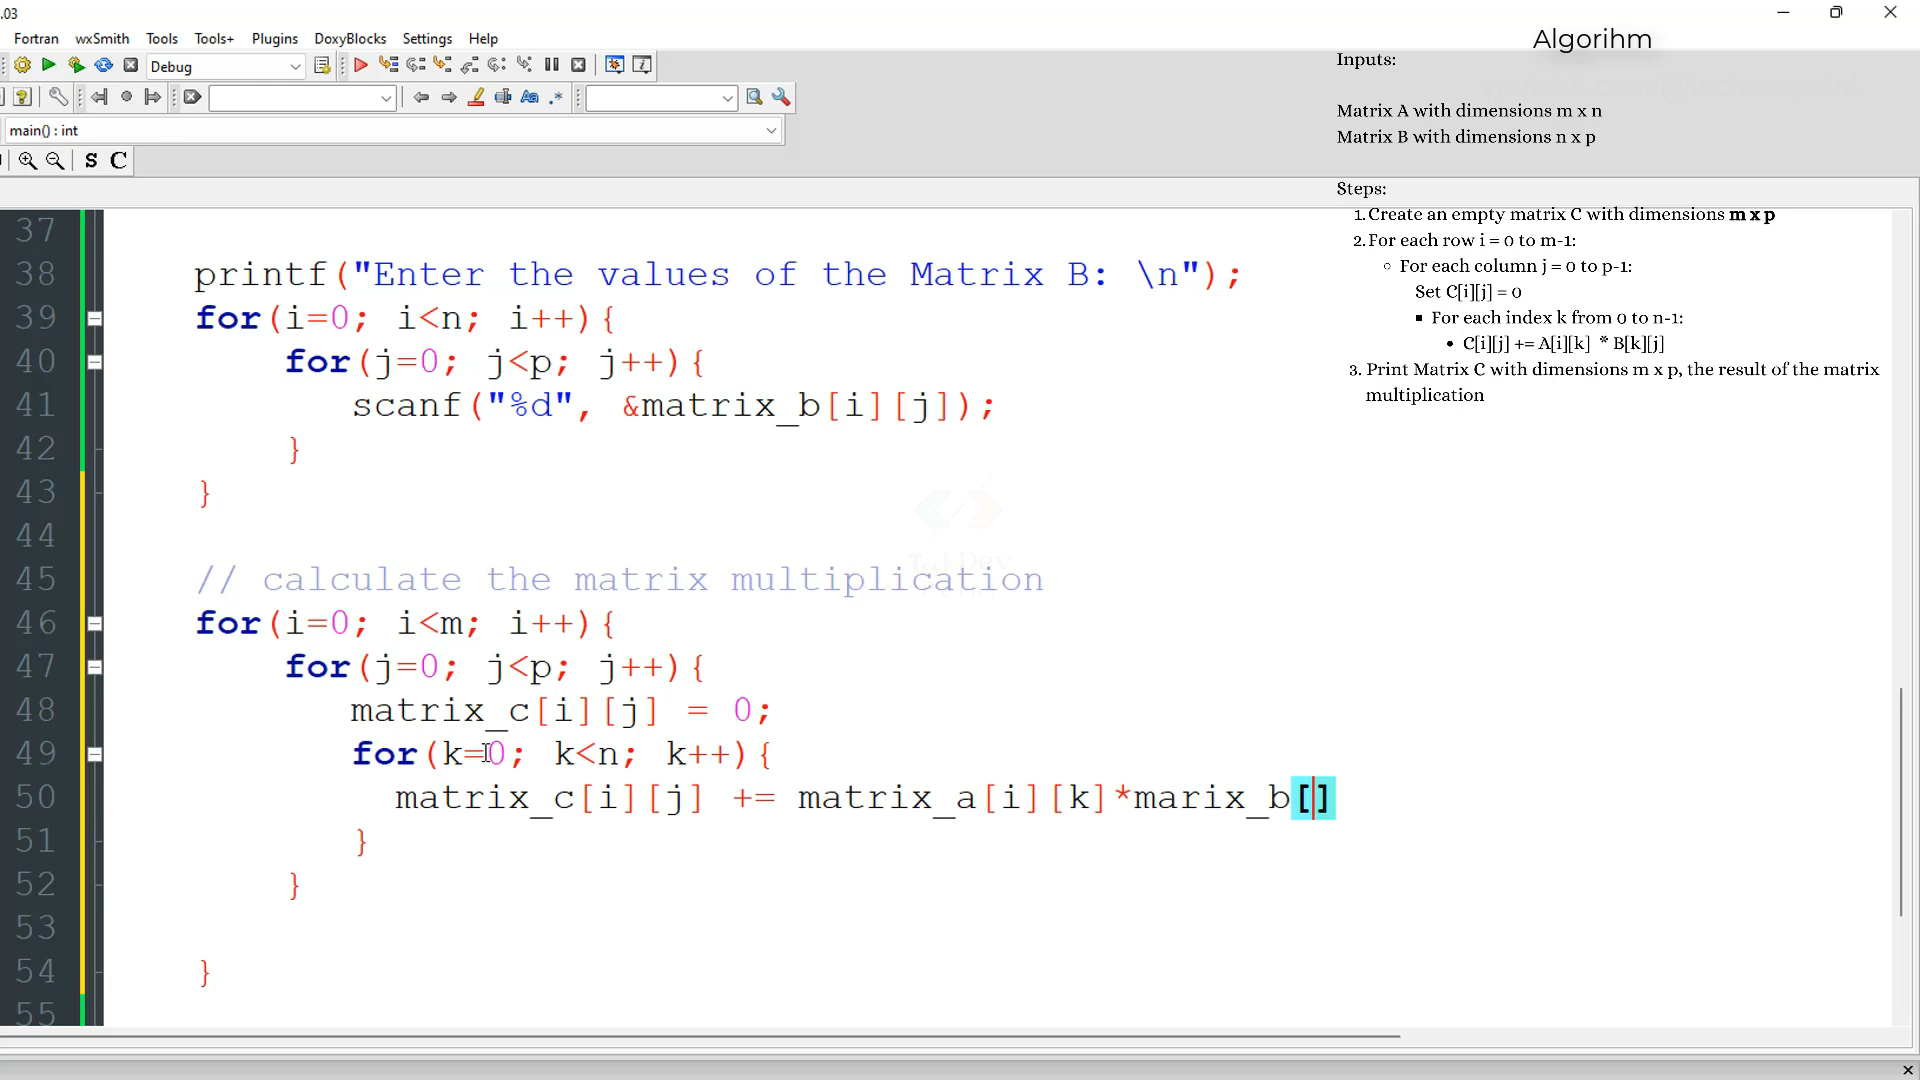 .03
Fortran wxSmith Tools Tools+ Plugins DoxyBlocks Settings Help
Debug
main() : int
S C
Algorihm
Inputs:
Matrix A with dimensions m x n
Matrix B with dimensions n x p
Steps:
1. Create an empty matrix C with dimensions m x p
2. For each row i = 0 to m-1:
○ For each column j = 0 to p-1:
Set C[i][j] = 0
▪ For each index k from 0 to n-1:
• C[i][j] += A[i][k] * B[k][j]
3. Print Matrix C with dimensions m x p, the result of the matrix
multiplication
37
38 printf("Enter the values of the Matrix B: \n");
39 for(i=0; i<n; i++){
40 for(j=0; j<p; j++){
41 scanf("%d", &matrix_b[i][j]);
42 }
43 }
44
45 // calculate the matrix multiplication
46 for(i=0; i<m; i++){
47 for(j=0; j<p; j++){
48 matrix_c[i][j] = 0;
49 for(k=0; k<n; k++){
50 matrix_c[i][j] += matrix_a[i][k]*marix_b[]
51 }
52 }
53
54 }
55